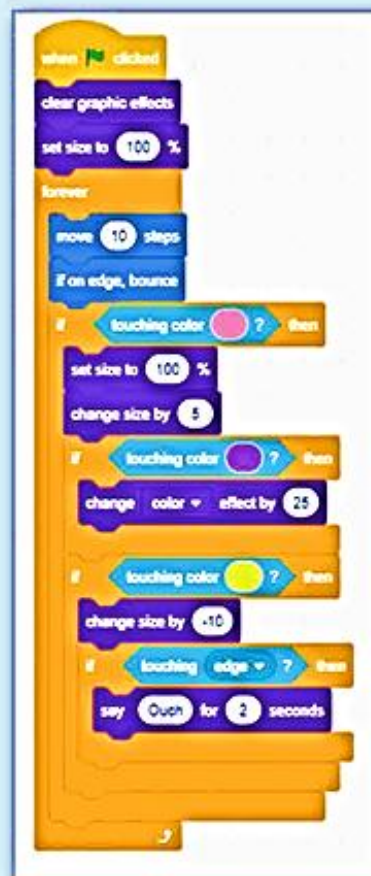 when clicked
clear graphic effects
set size to 100 %
forever
move 10 steps
if on edge, bounce
if touching color ? then
set size to 100 %
change size by 5
if touching color ? then
change color effect by 25
if touching color ? then
change size by -10
if touching edge ? then
say Ouch for 2 seconds